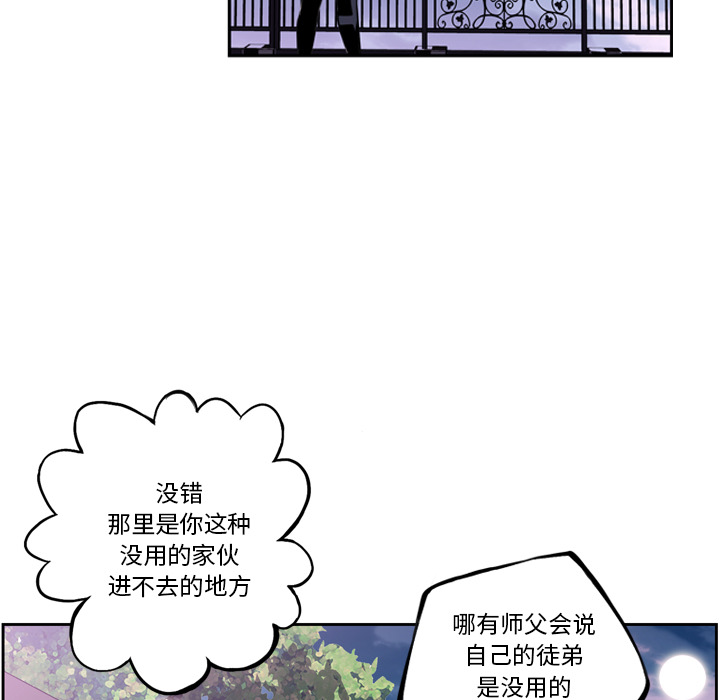 没错
那里是你这种
没用的家伙
进不去的地方
哪有师父会说
自己的徒弟
是没用的